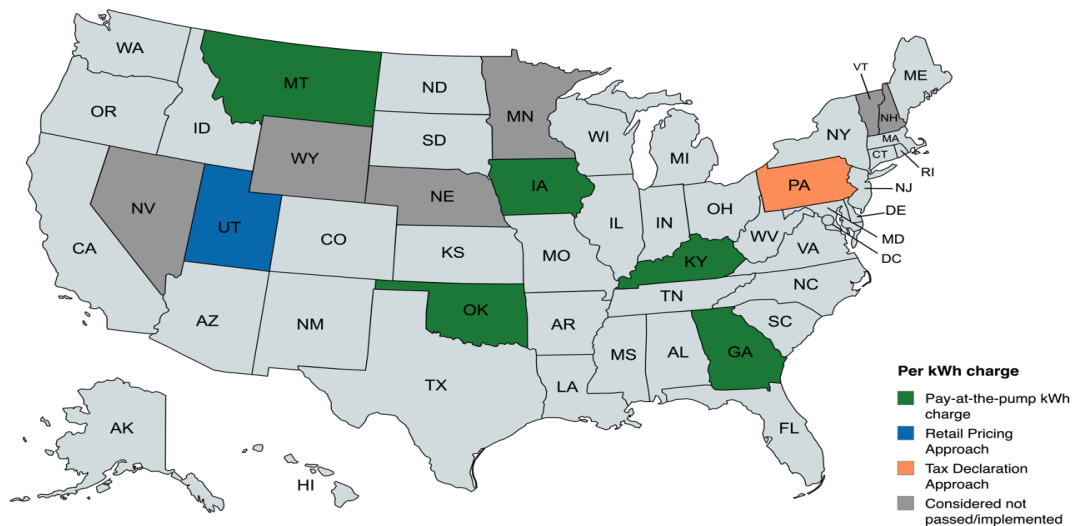 WA
MT
ND
MN
VT
ME
OR
ID
SD
WI
NH
NY
MA
WY
MI
CT
RI
NV
UT
NE
IA
PA
NJ
CA
CO
IL
IN
OH
DE
WV
MD
VA
DC
KS
MO
KY
NC
AZ
NM
OK
AR
TN
SC
MS
AL
GA
TX
LA
FL
AK
HI
Per kWh charge
Pay-at-the-pump kWh
charge
Retail Pricing
Approach
Tax Declaration
Approach
Considered not
passed/implemented